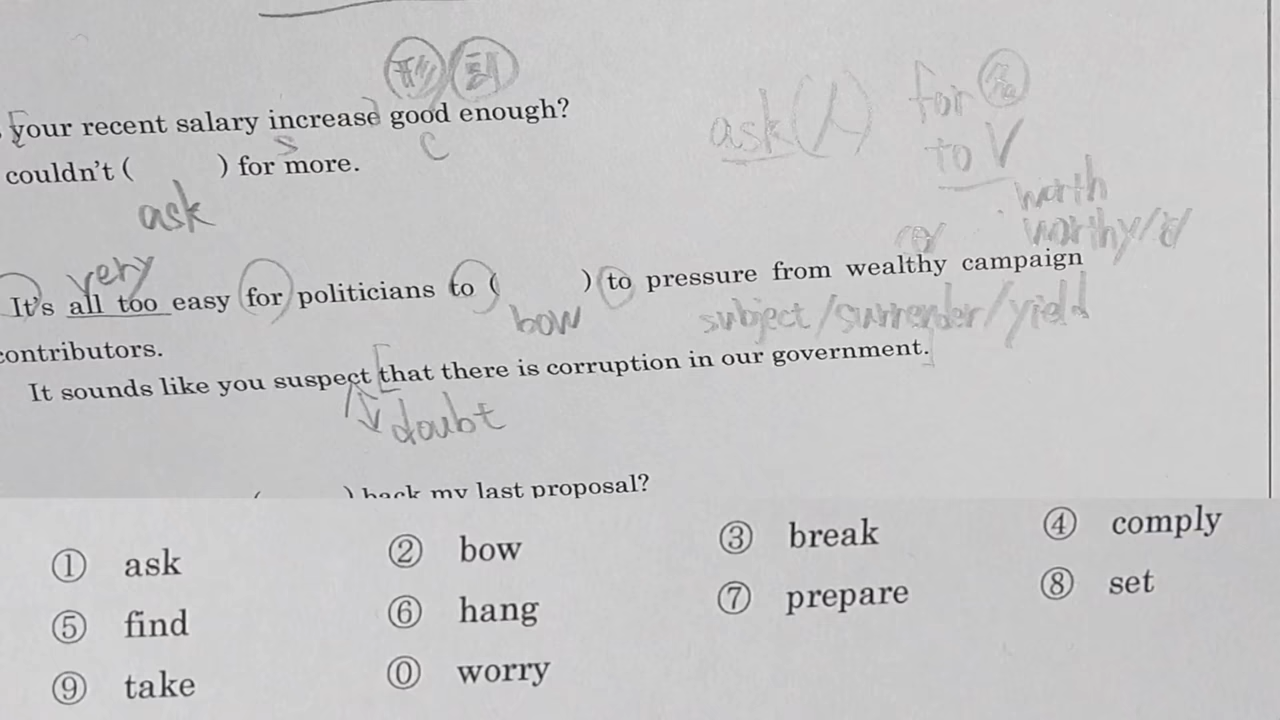 形 副
your recent salary increase good enough?
S C
couldn't ( ) for more.
ask
ask(人) for 名
to V
worth
worthy/
very
It's all too easy for politicians to ( ) to pressure from wealthy campaign
bow subject/surrender/yield
contributors.
It sounds like you suspect that there is corruption in our government.
doubt
( ) back my last proposal?
① ask ② bow ③ break ④ comply
⑤ find ⑥ hang ⑦ prepare ⑧ set
⑨ take ⓪ worry